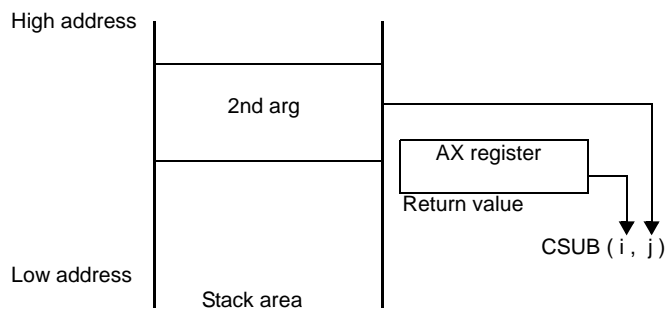 High address
2nd arg
AX register
Return value
CSUB ( i , j )
Low address
Stack area